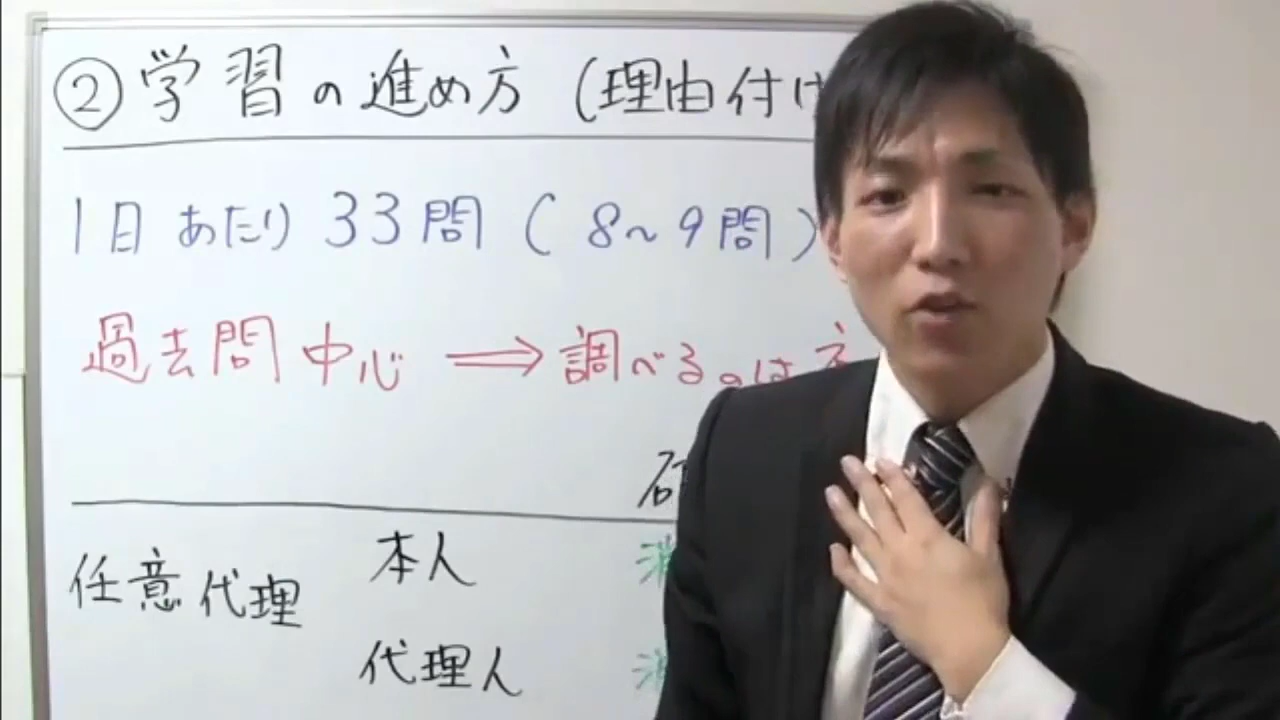 ② 学習の進め方 (理由付け
1日あたり 33問 ( 8~9問 )
過去問中心 ⇒ 調べるのは
本人
任意代理
代理人